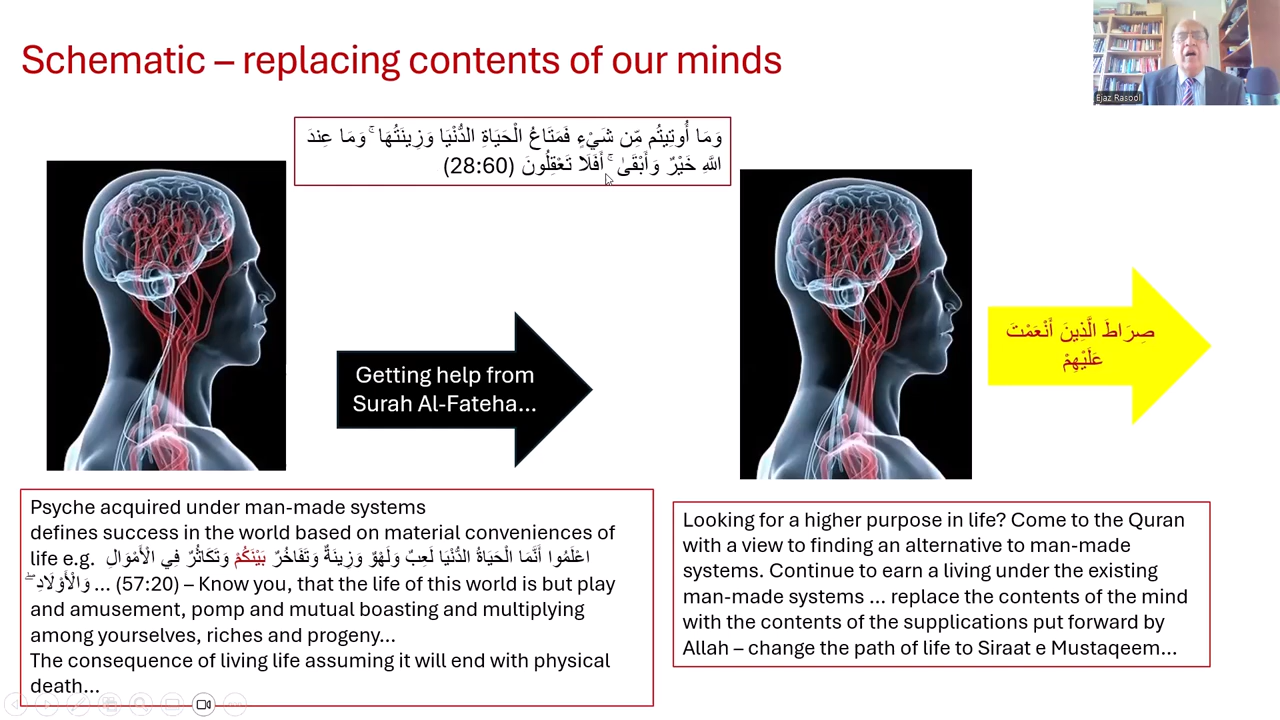 Schematic – replacing contents of our minds
Ejaz Rasool
وَمَا أُوتِيتُم مِّن شَيْءٍ فَمَتَاعُ الْحَيَاةِ الدُّنْيَا وَزِينَتُهَا ۚ وَمَا عِندَ
اللَّهِ خَيْرٌ وَأَبْقَىٰ ۚ أَفَلَا تَعْقِلُونَ (28:60)
Getting help from
Surah Al-Fateha...
صِرَاطَ الَّذِينَ أَنْعَمْتَ
عَلَيْهِمْ
Psyche acquired under man-made systems
defines success in the world based on material conveniences of
life e.g. اعْلَمُوا أَنَّمَا الْحَيَاةُ الدُّنْيَا لَعِبٌ وَلَهْوٌ وَزِينَةٌ وَتَفَاخُرٌ بَيْنَكُمْ وَتَكَاثُرٌ فِي الْأَمْوَالِ
وَالْأَوْلَادِ ۖ ... (57:20) – Know you, that the life of this world is but play
and amusement, pomp and mutual boasting and multiplying
among yourselves, riches and progeny...
The consequence of living life assuming it will end with physical
death...
Looking for a higher purpose in life? Come to the Quran
with a view to finding an alternative to man-made
systems. Continue to earn a living under the existing
man-made systems ... replace the contents of the mind
with the contents of the supplications put forward by
Allah – change the path of life to Siraat e Mustaqeem...